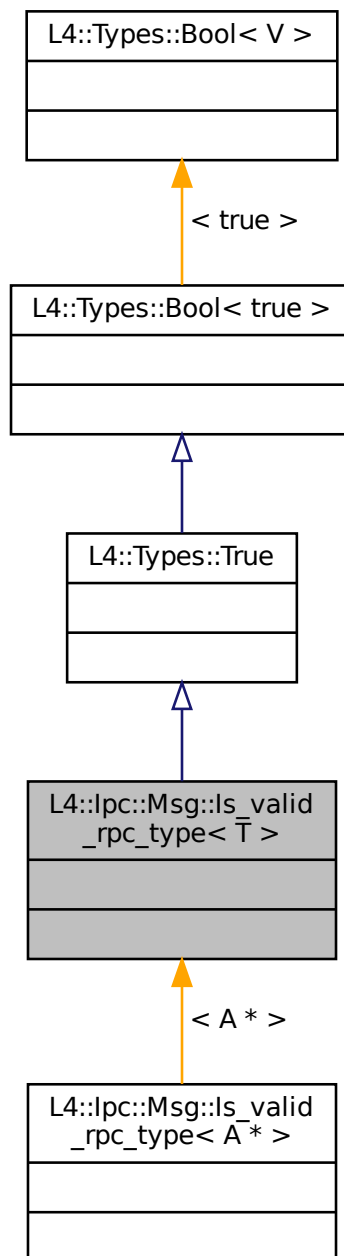 L4::Types::Bool< V >
< true >
L4::Types::Bool< true >
L4::Types::True
L4::Ipc::Msg::Is_valid
_rpc_type< T >
< A * >
L4::Ipc::Msg::Is_valid
_rpc_type< A * >